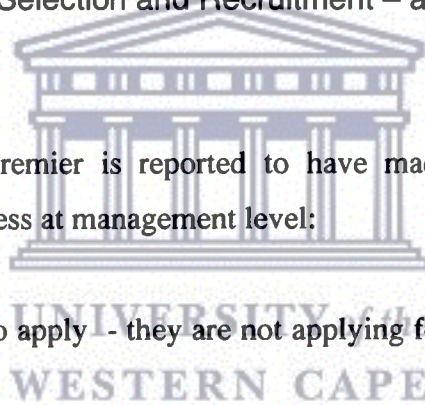 Selection and Recruitment – a
remier is reported to have ma
ess at management level:
o apply - they are not applying f
UNIVERSITY of the
WESTERN CAPE